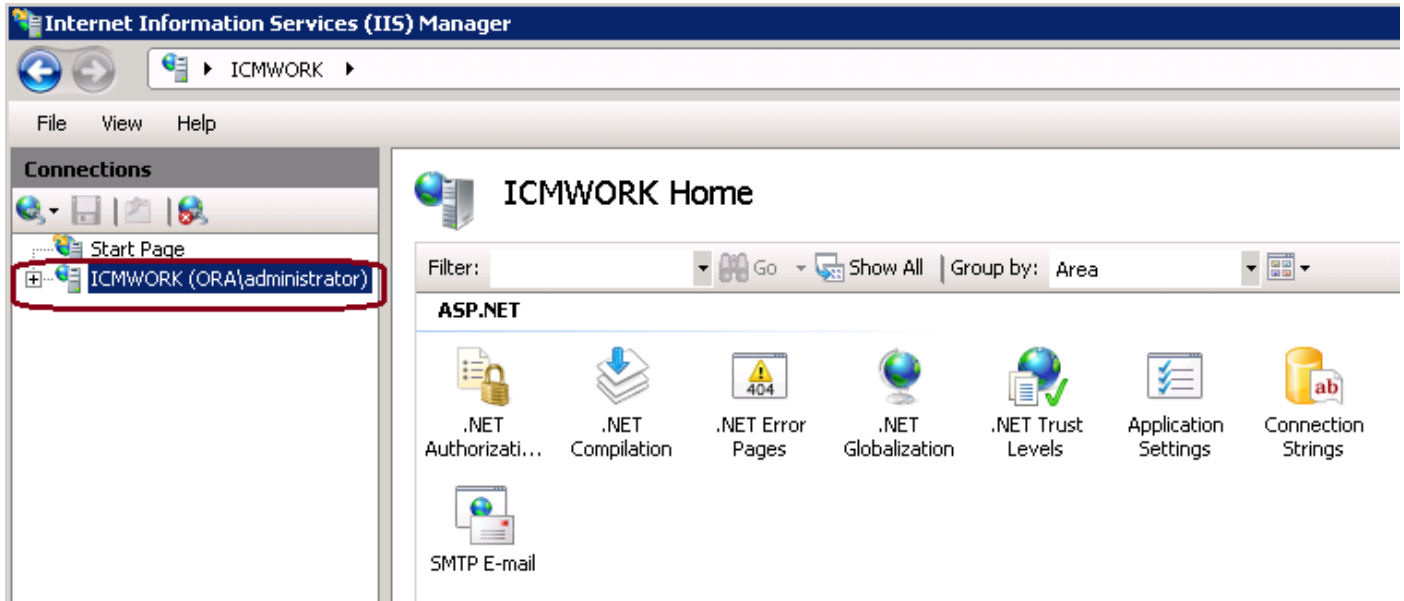 Internet Information Services (IIS) Manager
ICMWORK
File View Help
Connections
Start Page
ICMWORK (ORA\administrator)
ICMWORK Home
Filter: Go Show All Group by: Area
ASP.NET
.NET Authorizati...
.NET Compilation
404
.NET Error Pages
.NET Globalization
.NET Trust Levels
Application Settings
ab
Connection Strings
SMTP E-mail